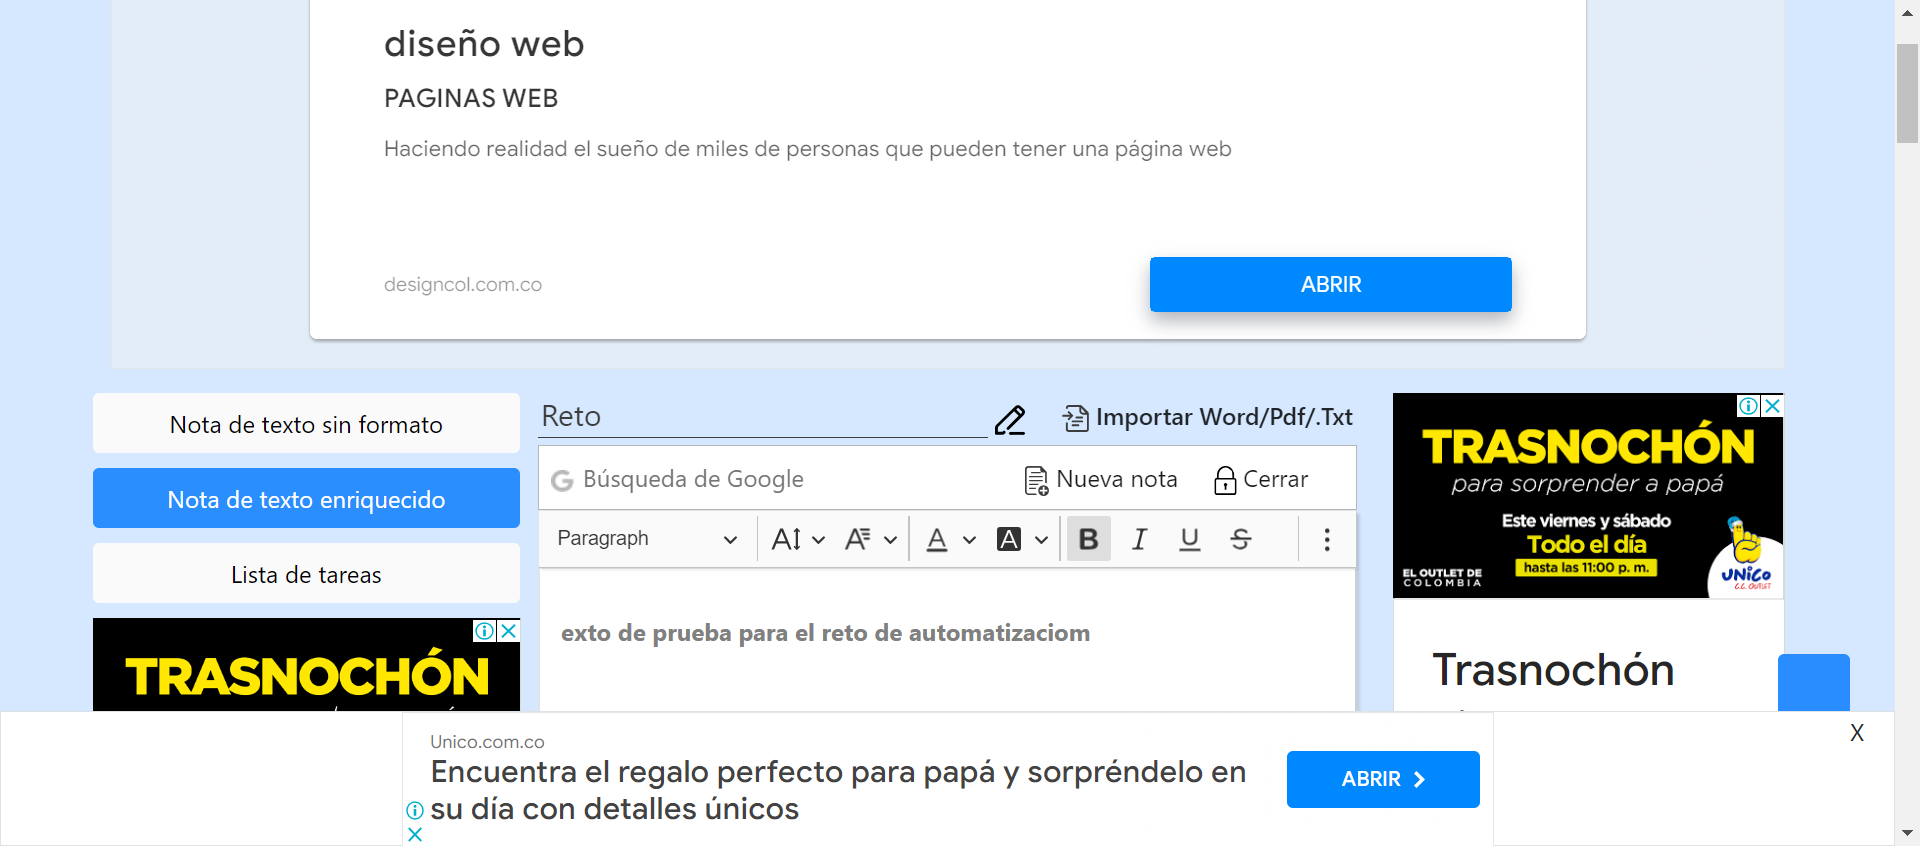 diseño web
PAGINAS WEB
Haciendo realidad el sueño de miles de personas que pueden tener una página web
designcol.com.co
ABRIR
Nota de texto sin formato
Nota de texto enriquecido
Lista de tareas
TRASNOCHÓN
Reto
Importar Word/Pdf/.Txt
Búsqueda de Google
Nueva nota
Cerrar
Paragraph
A
A
A
A
B
I
U
S
exto de prueba para el reto de automatizaciom
TRASNOCHÓN
para sorprender a papá
Este viernes y sábado
Todo el día
hasta las 11:00 p. m.
EL OUTLET DE
COLOMBIA
UNiCo
C.C. OUTLET
Trasnochón
Unico.com.co
Encuentra el regalo perfecto para papá y sorpréndelo en
su día con detalles únicos
ABRIR
X